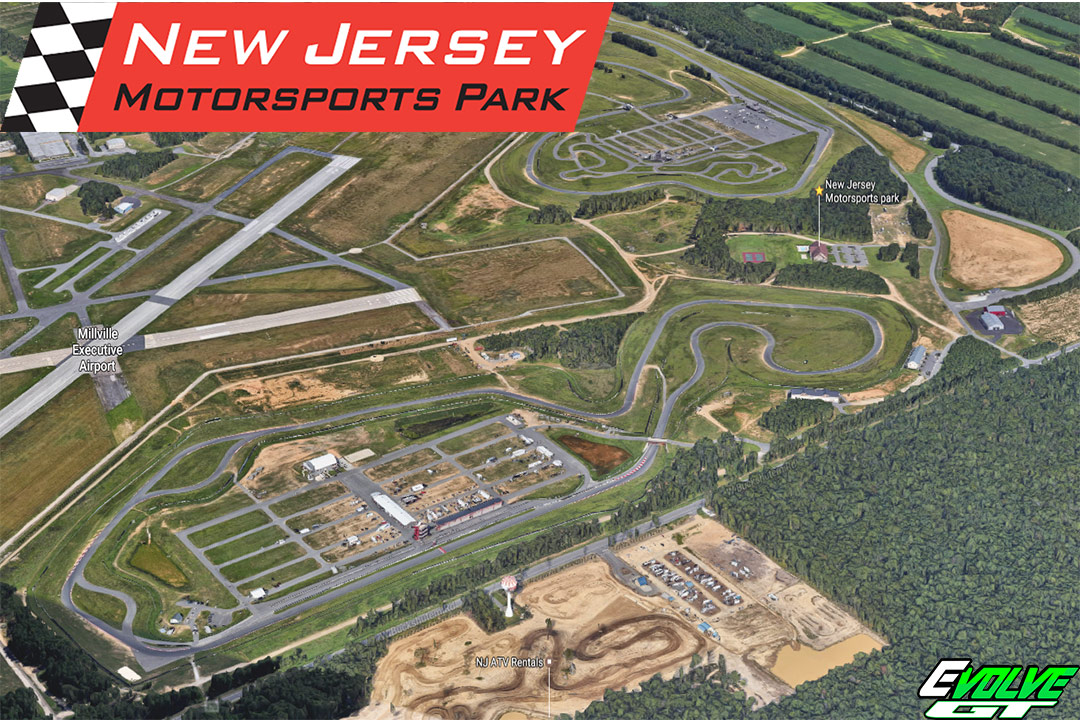 NEW JERSEY
MOTORSPORTS PARK
New Jersey
Motorsports park
Millville
Executive
Airport
NJ ATV Rentals
EVOLVE
GT